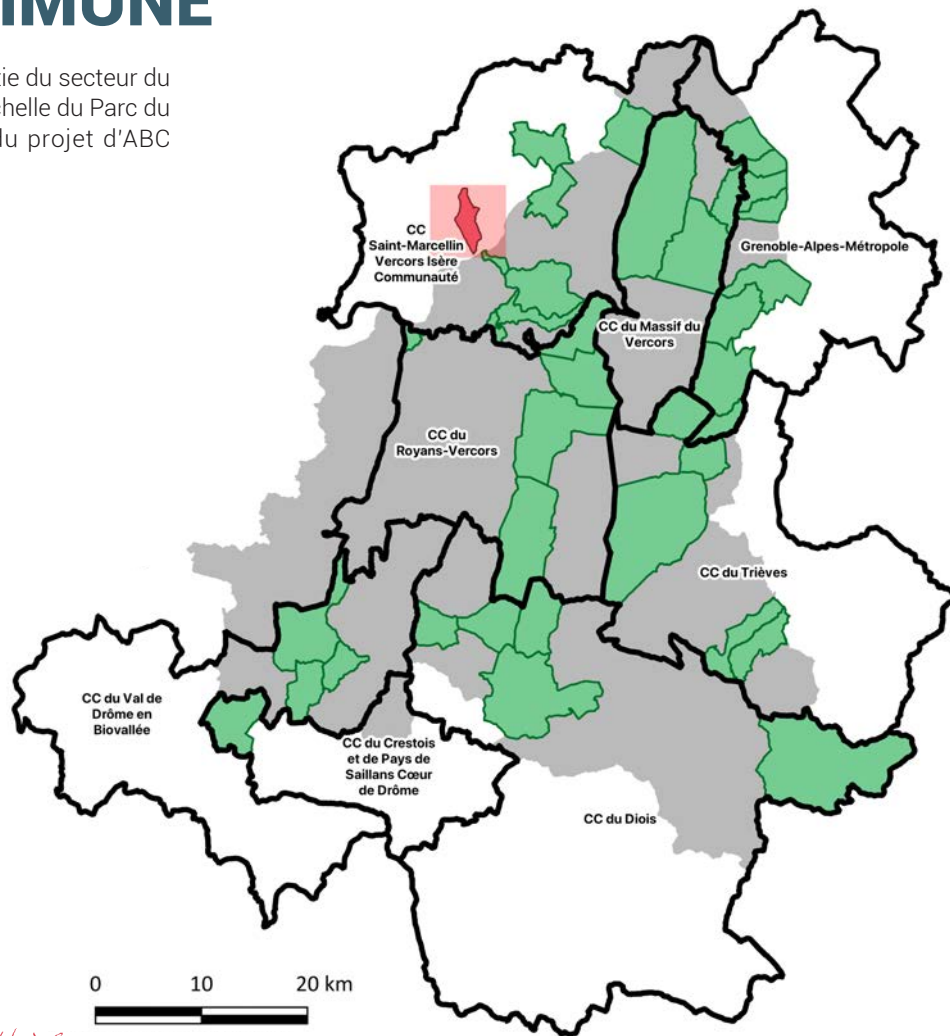 MMUNE
tie du secteur du
chelle du Parc du
du projet d'ABC
CC
Saint-Marcellin
Vercors Isère
Communauté
Grenoble-Alpes-Métropole
CC du Massif du
Vercors
CC du
Royans-Vercors
CC du Trièves
CC du Val de
Drôme en
Biovallée
CC du Crestois
et de Pays de
Saillans Cœur
de Drôme
CC du Diois
0 10 20 km